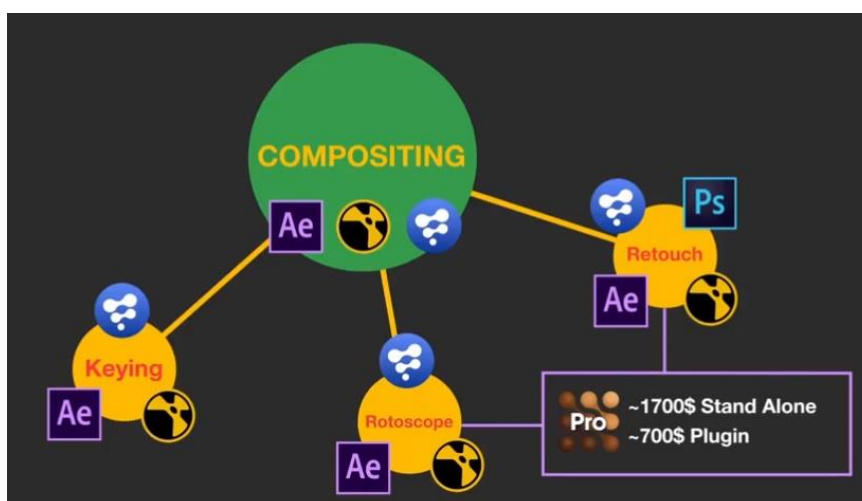 COMPOSITING
Ae
Ps
Retouch
Ae
Keying
Ae
Rotoscope
Ae
Pro
~1700$ Stand Alone
~700$ Plugin